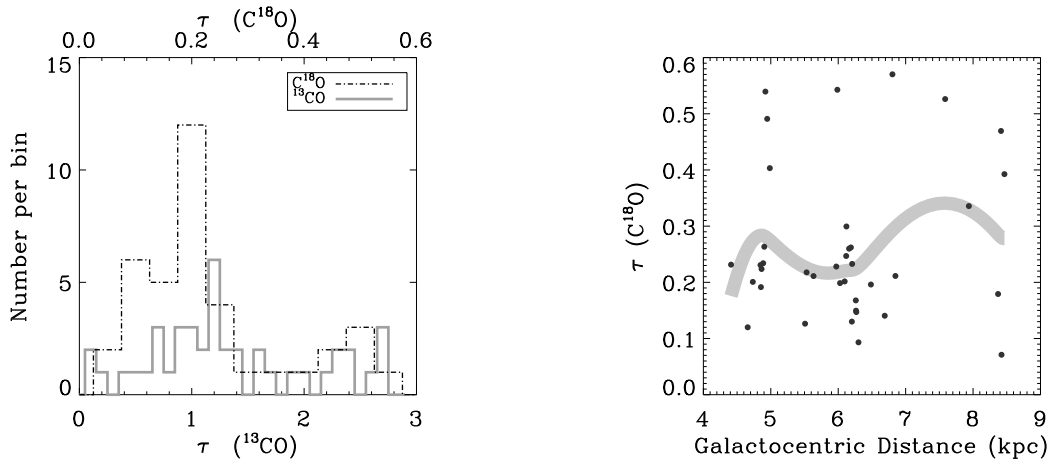 τ (C¹⁸O)
0.0 0.2 0.4 0.6
15
10
5
0
Number per bin
C¹⁸O
¹³CO
0 1 2 3
τ (¹³CO)
0.6
0.5
0.4
0.3
0.2
0.1
0.0
τ (C¹⁸O)
4 5 6 7 8 9
Galactocentric Distance (kpc)